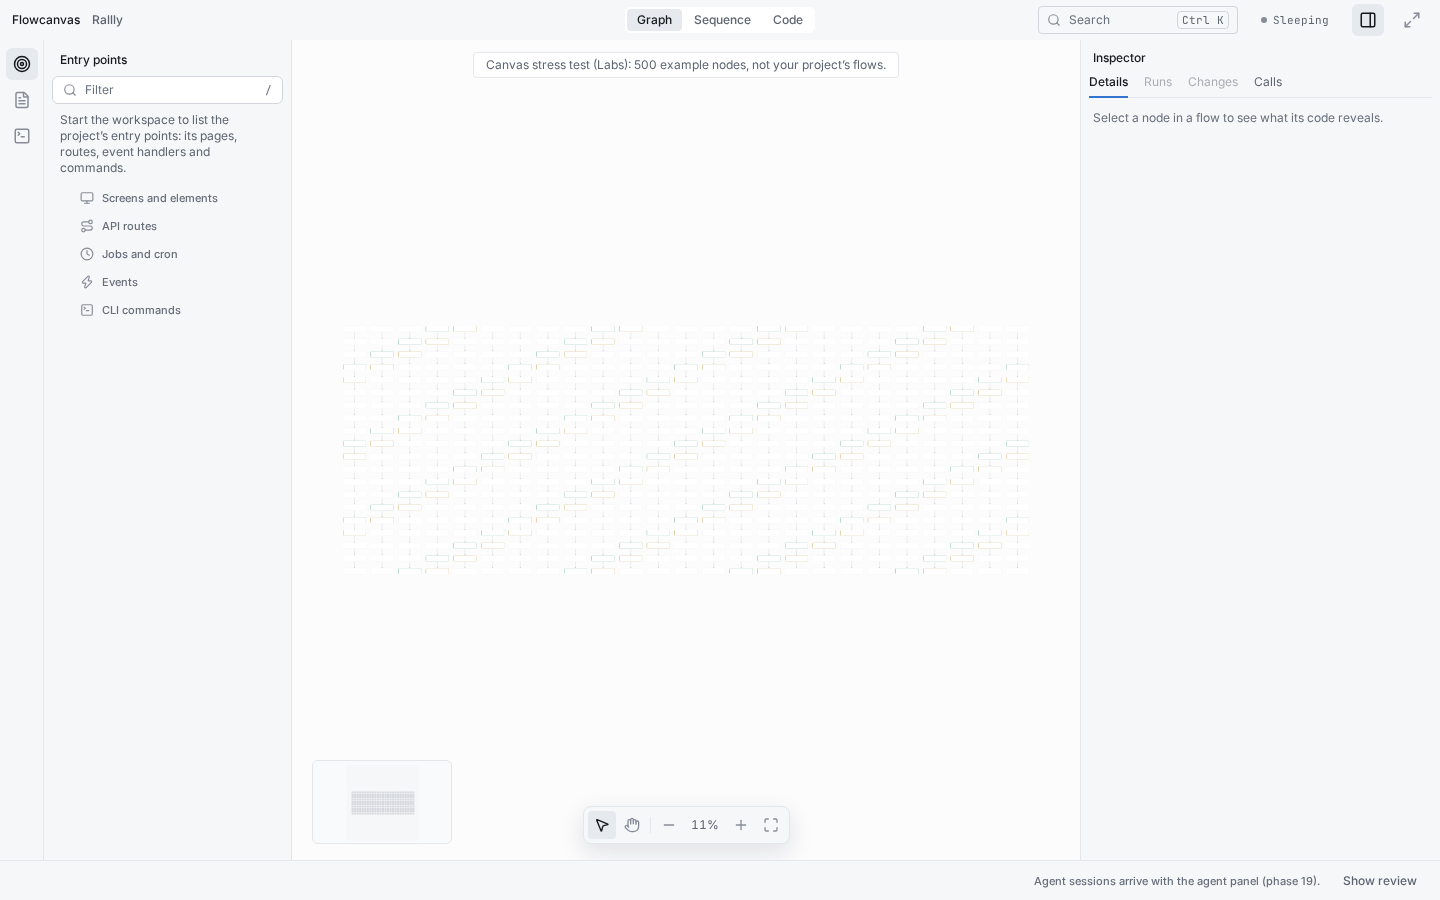 Flowcanvas Rallly
Graph Sequence Code
Search Ctrl K
Sleeping
Entry points
Filter /
Start the workspace to list the
project's entry points: its pages,
routes, event handlers and
commands.
Screens and elements
API routes
Jobs and cron
Events
CLI commands
Canvas stress test (Labs): 500 example nodes, not your project's flows.
11%
Inspector
Details Runs Changes Calls
Select a node in a flow to see what its code reveals.
Agent sessions arrive with the agent panel (phase 19). Show review